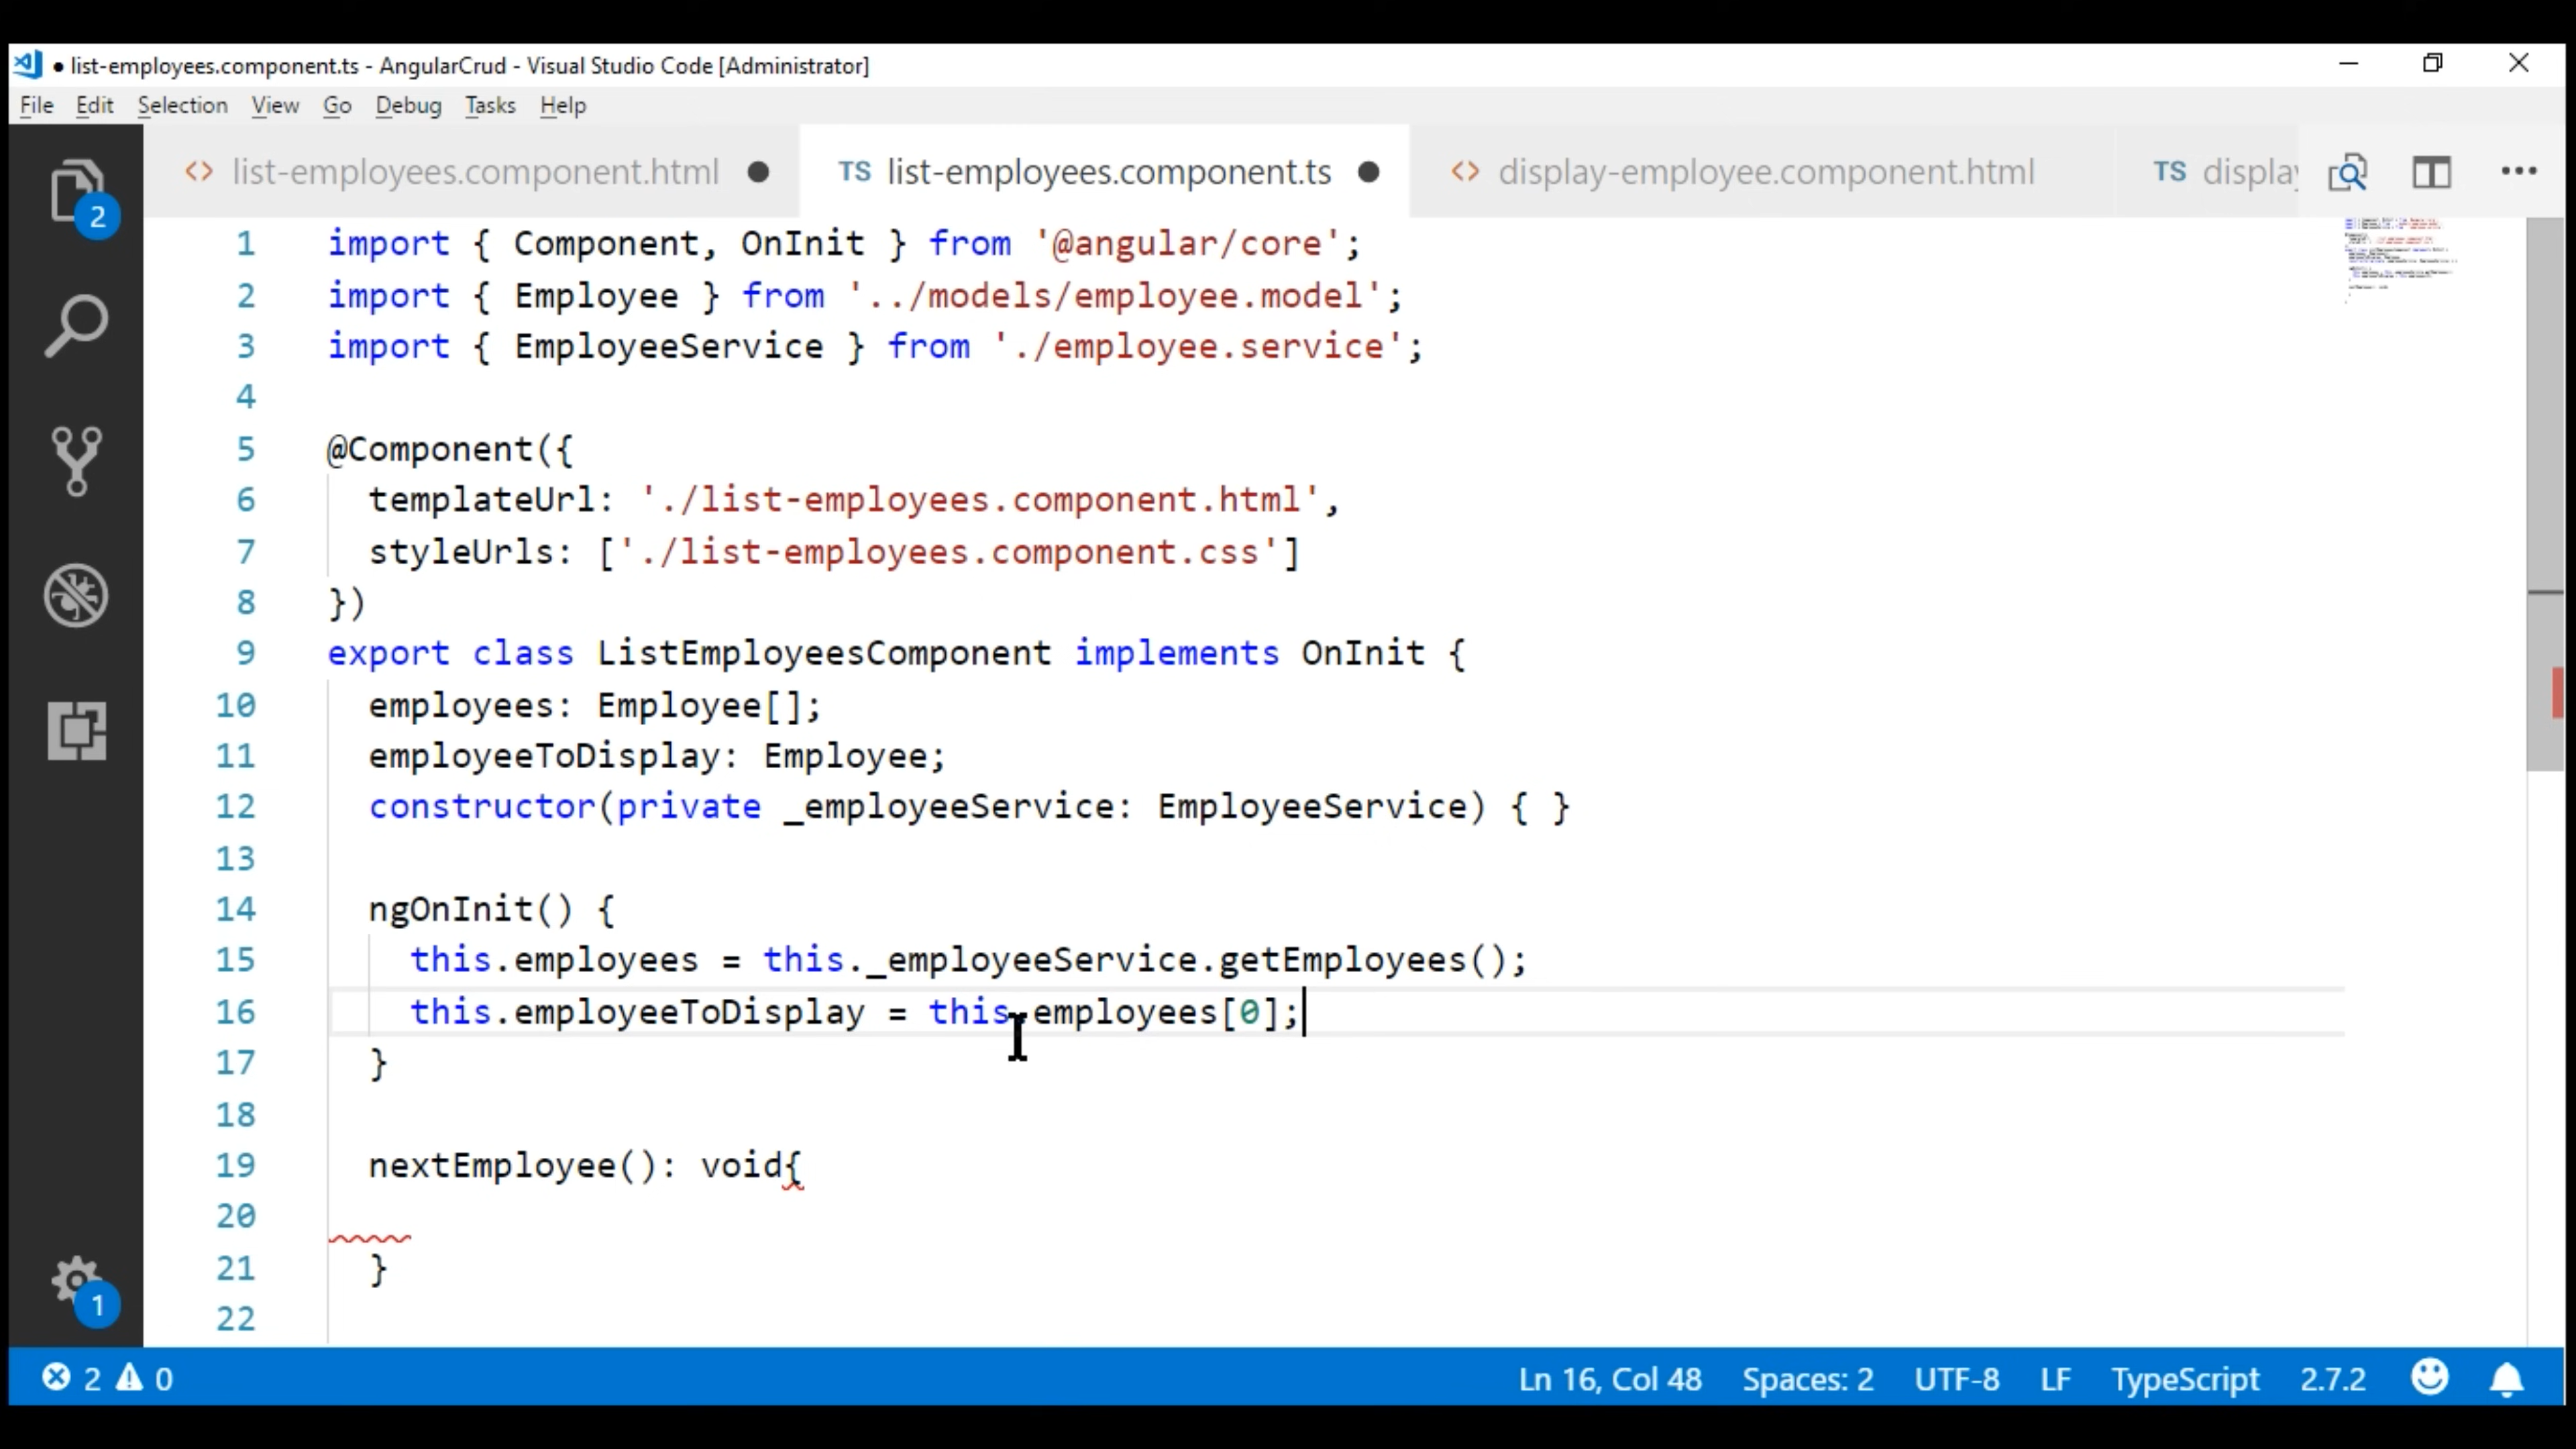 list-employees.component.ts - AngularCrud - Visual Studio Code [Administrator]
File Edit Selection View Go Debug Tasks Help
<> list-employees.component.html TS list-employees.component.ts <> display-employee.component.html TS display
2
1 import { Component, OnInit } from '@angular/core';
2 import { Employee } from '../models/employee.model';
3 import { EmployeeService } from './employee.service';
4
5 @Component({
6 templateUrl: './list-employees.component.html',
7 styleUrls: ['./list-employees.component.css']
8 })
9 export class ListEmployeesComponent implements OnInit {
10 employees: Employee[];
11 employeeToDisplay: Employee;
12 constructor(private _employeeService: EmployeeService) { }
13
14 ngOnInit() {
15 this.employees = this._employeeService.getEmployees();
16 this.employeeToDisplay = this.employees[0];
17 }
18
19 nextEmployee(): void{
20
21 }
22
1
2 0 Ln 16, Col 48 Spaces: 2 UTF-8 LF TypeScript 2.7.2